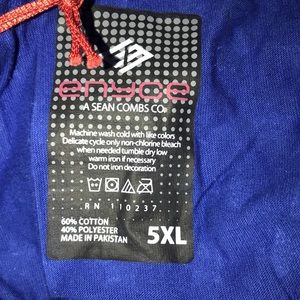 enyce
A SEAN COMBS CO.
Machine wash cold with like colors
Delicate cycle only non-chlorine bleach
when needed tumble dry low
warm iron if necessary
Do not iron decoration
RN 110237
60% COTTON
40% POLYESTER
MADE IN PAKISTAN
5XL